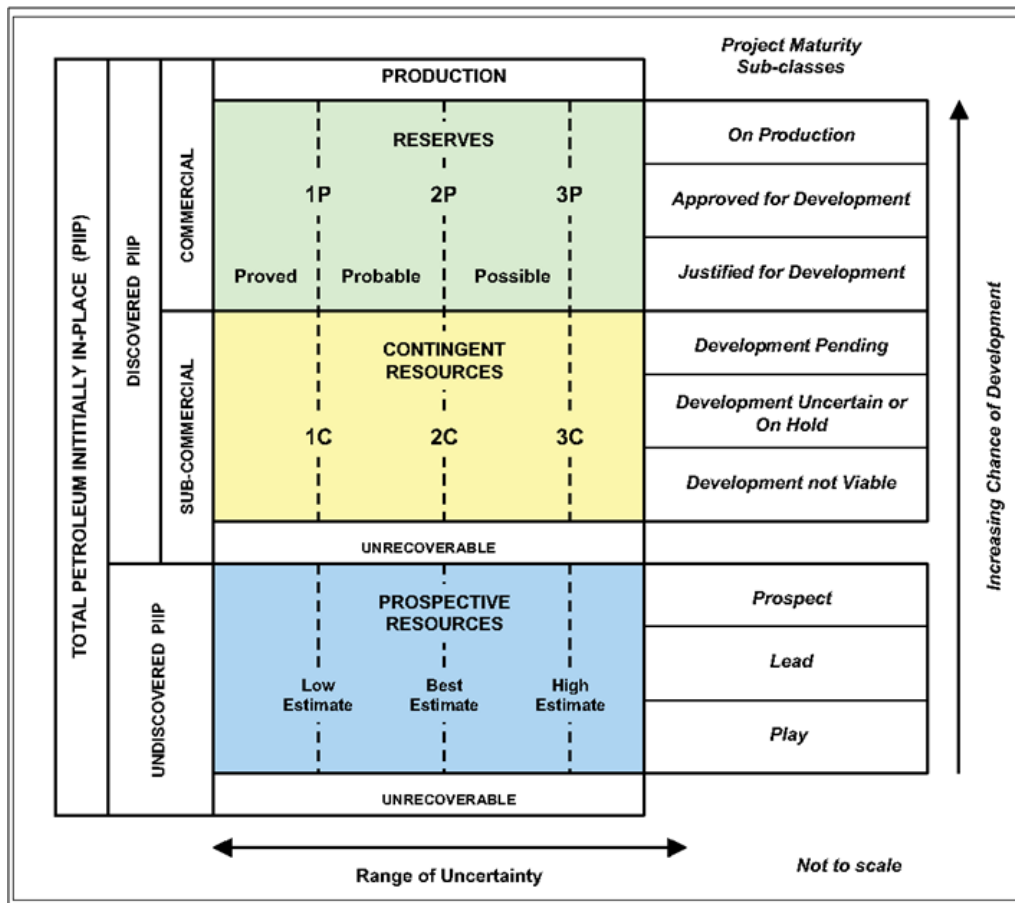 Project Maturity
Sub-classes
PRODUCTION
RESERVES
1P 2P 3P
Proved Probable Possible
On Production
Approved for Development
Justified for Development
CONTINGENT
RESOURCES
1C 2C 3C
Development Pending
Development Uncertain or
On Hold
Development not Viable
UNRECOVERABLE
PROSPECTIVE
RESOURCES
Low
Estimate
Best
Estimate
High
Estimate
Prospect
Lead
Play
UNRECOVERABLE
TOTAL PETROLEUM INITITIALLY IN-PLACE (PIIP)
DISCOVERED PIIP
UNDISCOVERED PIIP
COMMERCIAL
SUB-COMMERCIAL
Increasing Chance of Development
Range of Uncertainty
Not to scale